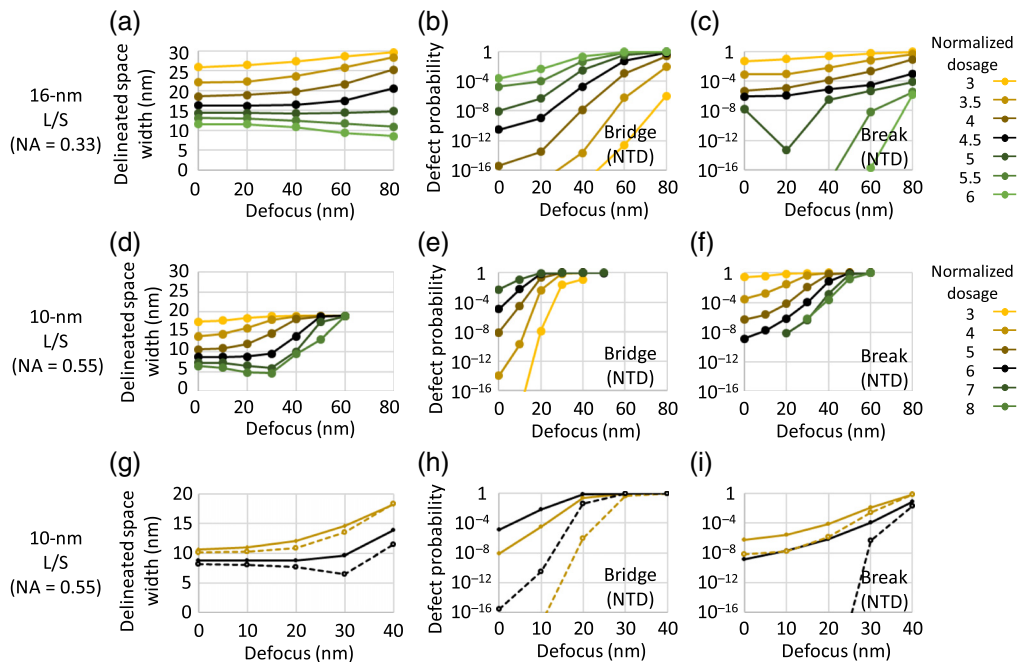 (a)
(b)
(c)
16-nm
L/S
(NA = 0.33)
Delineated space
width (nm)
30
25
20
15
10
5
0
0 20 40 60 80
Defocus (nm)
Defect probability
1
10−4
10−8
10−12
10−16
Bridge
(NTD)
0 20 40 60 80
Defocus (nm)
1
10−4
10−8
10−12
10−16
Break
(NTD)
0 20 40 60 80
Defocus (nm)
Normalized
dosage
3
3.5
4
4.5
5
5.5
6
(d)
(e)
(f)
10-nm
L/S
(NA = 0.55)
Delineated space
width (nm)
30
25
20
15
10
5
0
0 20 40 60 80
Defocus (nm)
Defect probability
1
10−4
10−8
10−12
10−16
Bridge
(NTD)
0 20 40 60 80
Defocus (nm)
1
10−4
10−8
10−12
10−16
Break
(NTD)
0 20 40 60 80
Defocus (nm)
Normalized
dosage
3
4
5
6
7
8
(g)
(h)
(i)
10-nm
L/S
(NA = 0.55)
Delineated space
width (nm)
20
15
10
5
0
0 10 20 30 40
Defocus (nm)
Defect probability
1
10−4
10−8
10−12
10−16
Bridge
(NTD)
0 10 20 30 40
Defocus (nm)
1
10−4
10−8
10−12
10−16
Break
(NTD)
0 10 20 30 40
Defocus (nm)